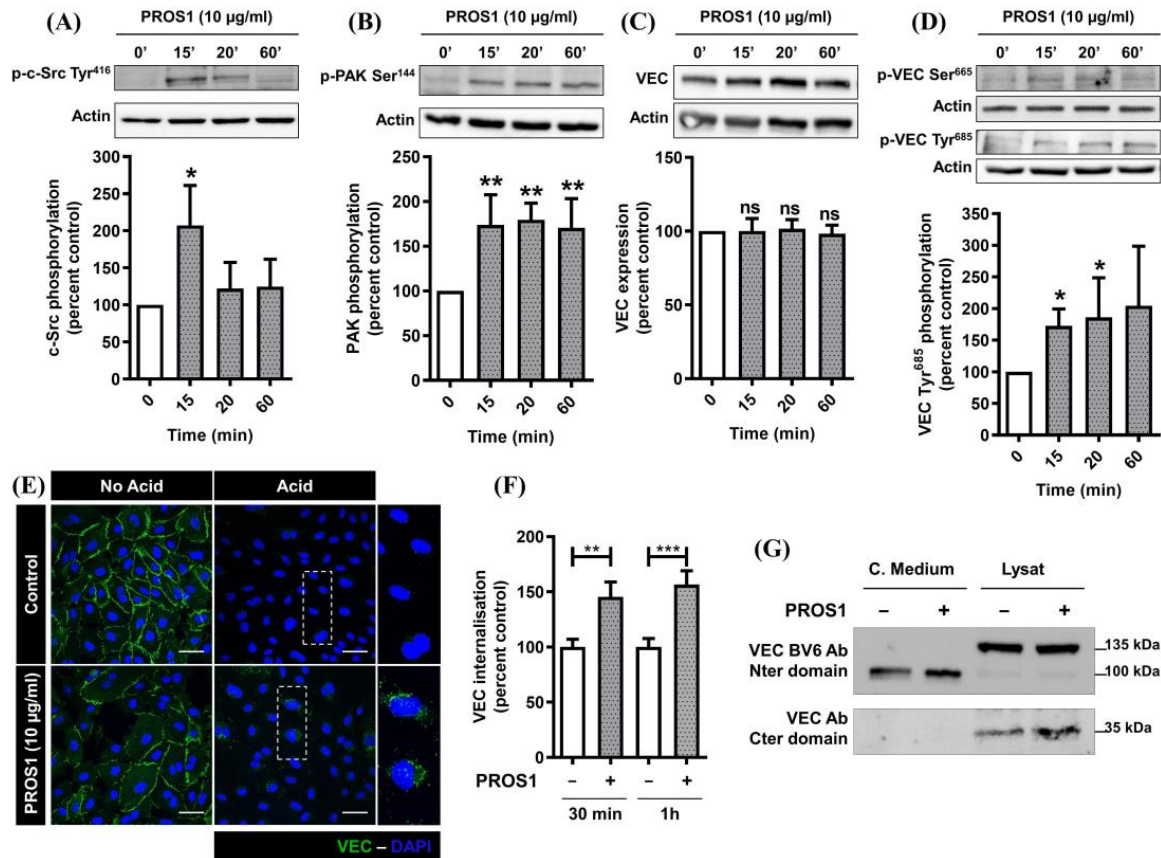 (A)
PROS1 (10 µg/ml)
0' 15' 20' 60'
p-c-Src Tyr416
Actin
c-Src phosphorylation
(percent control)
300
250
200
150
100
50
0
*
0 15 20 60
Time (min)
(B)
PROS1 (10 µg/ml)
0' 15' 20' 60'
p-PAK Ser144
Actin
PAK phosphorylation
(percent control)
250
200
150
100
50
0
** ** **
0 15 20 60
Time (min)
(C)
PROS1 (10 µg/ml)
0' 15' 20' 60'
VEC
Actin
VEC expression
(percent control)
150
100
50
0
ns ns ns
0 15 20 60
Time (min)
(D)
PROS1 (10 µg/ml)
0' 15' 20' 60'
p-VEC Ser665
Actin
p-VEC Tyr685
Actin
VEC Tyr685 phosphorylation
(percent control)
350
300
250
200
150
100
50
0
* *
0 15 20 60
Time (min)
(E)
No Acid Acid
Control
PROS1 (10 µg/ml)
VEC – DAPI
(F)
VEC internalisation
(percent control)
200
150
100
50
0
** ***
PROS1 – + – +
30 min 1h
(G)
C. Medium Lysat
PROS1 – + – +
VEC BV6 Ab
Nter domain
135 kDa
100 kDa
VEC Ab
Cter domain
35 kDa